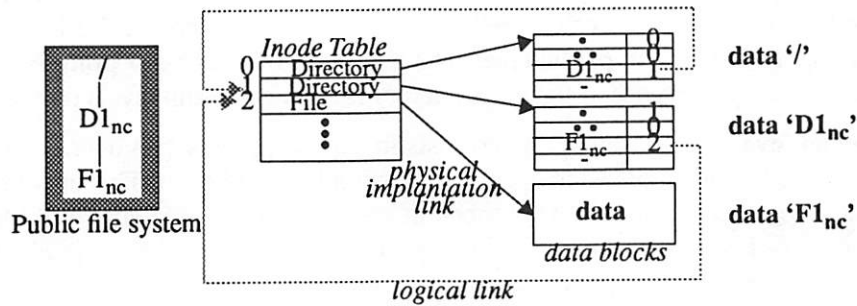 /
D1nc
F1nc
Public file system
Inode Table
0 Directory
1 Directory
2 File
physical
implantation
link
. 0
.. 0
D1nc 1
-
. 1
.. 0
F1nc 2
-
data
data blocks
data ‘/’
data ‘D1nc’
data ‘F1nc’
logical link